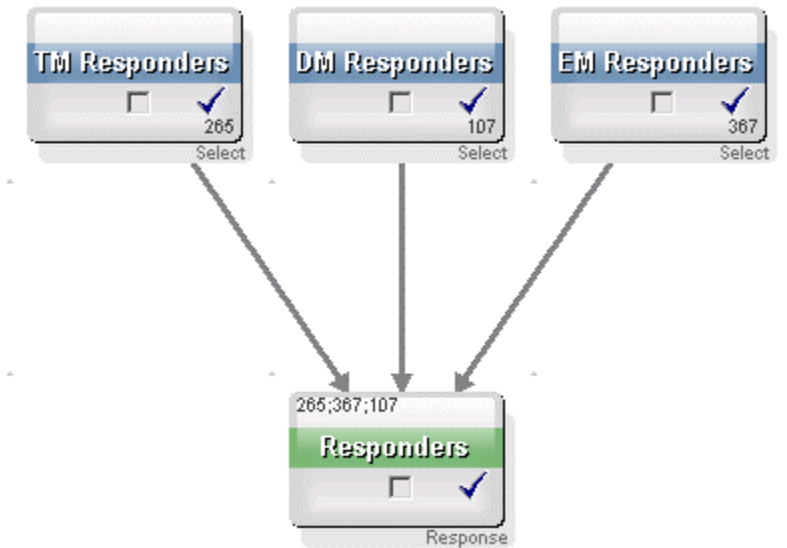 TM Responders
265
Select
DM Responders
107
Select
EM Responders
367
Select
265;367;107
Responders
Response